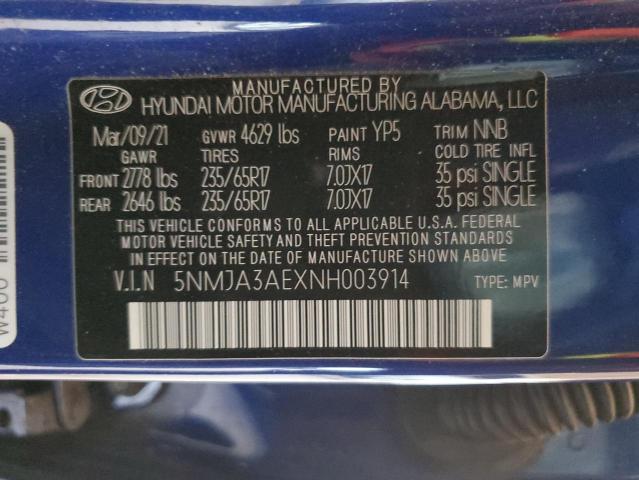 MANUFACTURED BY
HYUNDAI MOTOR MANUFACTURING ALABAMA, LLC
Mar/09/21 GVWR 4629 lbs PAINT YP5 TRIM NNB
GAWR TIRES RIMS COLD TIRE INFL
FRONT 2778 lbs 235/65R17 7.0JX17 35 psi SINGLE
REAR 2646 lbs 235/65R17 7.0JX17 35 psi SINGLE
THIS VEHICLE CONFORMS TO ALL APPLICABLE U.S.A. FEDERAL
MOTOR VEHICLE SAFETY AND THEFT PREVENTION STANDARDS
IN EFFECT ON THE DATE OF MANUFACTURE SHOWN ABOVE.
V.I.N 5NMJA3AEXNH003914 TYPE: MPV